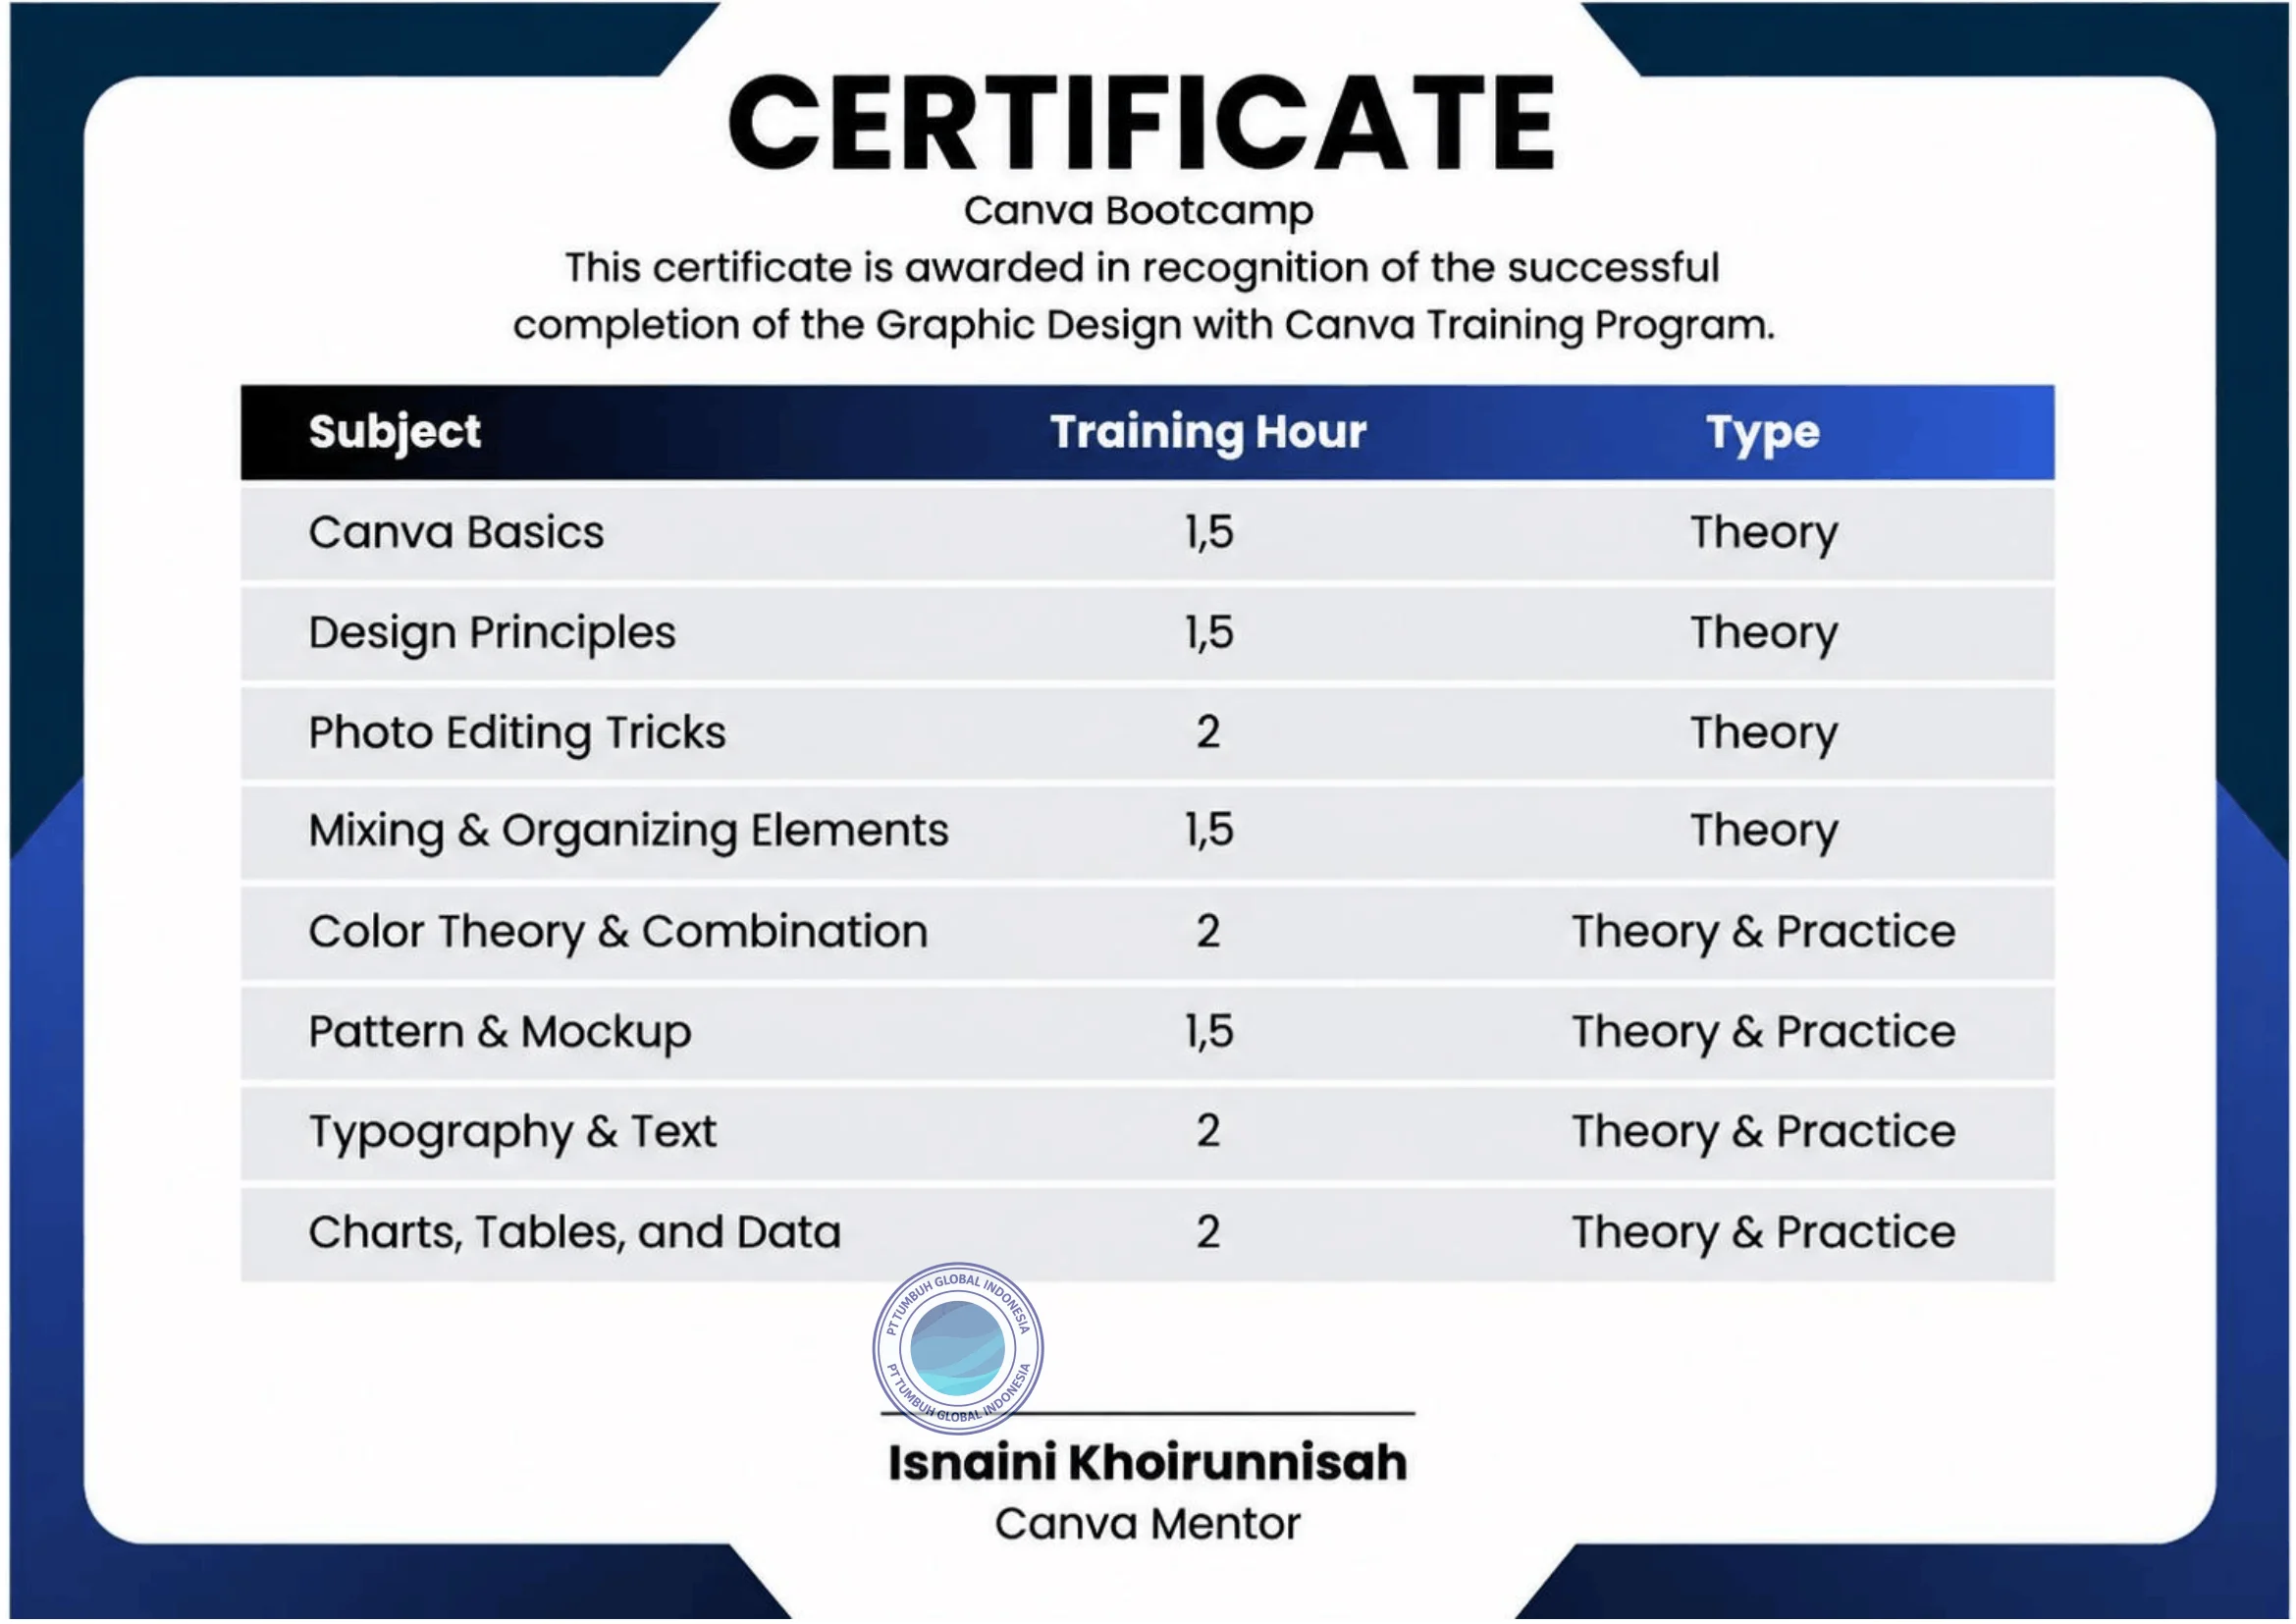 CERTIFICATE
Canva Bootcamp
This certificate is awarded in recognition of the successful
completion of the Graphic Design with Canva Training Program.
Subject Training Hour Type
Canva Basics 1,5 Theory
Design Principles 1,5 Theory
Photo Editing Tricks 2 Theory
Mixing & Organizing Elements 1,5 Theory
Color Theory & Combination 2 Theory & Practice
Pattern & Mockup 1,5 Theory & Practice
Typography & Text 2 Theory & Practice
Charts, Tables, and Data 2 Theory & Practice
PT TUMBUH GLOBAL INDONESIA
PT TUMBUH GLOBAL INDONESIA
Isnaini Khoirunnisah
Canva Mentor